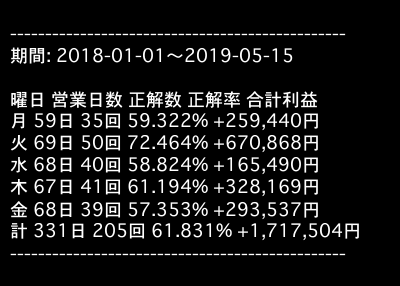 ------------------------------------------------
期間: 2018-01-01～2019-05-15
曜日 営業日数 正解数 正解率 合計利益
月 59日 35回 59.322% +259,440円
火 69日 50回 72.464% +670,868円
水 68日 40回 58.824% +165,490円
木 67日 41回 61.194% +328,169円
金 68日 39回 57.353% +293,537円
計 331日 205回 61.831% +1,717,504円
------------------------------------------------